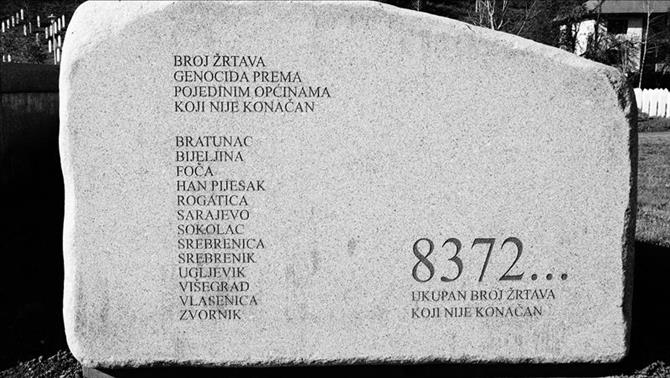 BROJ ŽRTAVA
GENOCIDA PREMA
POJEDINIM OPĆINAMA
KOJI NIJE KONAČAN
BRATUNAC
BIJELJINA
FOČA
HAN PIJESAK
ROGATICA
SARAJEVO
SOKOLAC
SREBRENICA
SREBRENIK
UGLJEVIK
VIŠEGRAD
VLASENICA
ZVORNIK
8372...
UKUPAN BROJ ŽRTAVA
KOJI NIJE KONAČAN